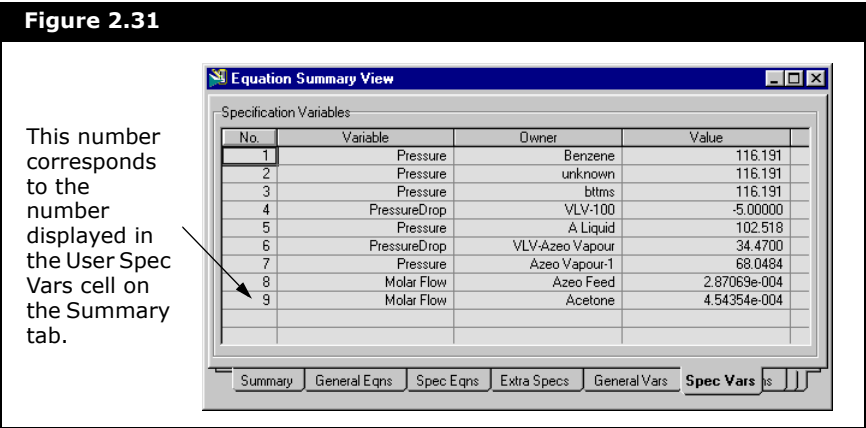 Figure 2.31
This number
corresponds
to the
number
displayed in
the User Spec
Vars cell on
the Summary
tab.
Equation Summary View
Specification Variables
No. Variable Owner Value
1 Pressure Benzene 116.191
2 Pressure unknown 116.191
3 Pressure bttms 116.191
4 PressureDrop VLV-100 -5.00000
5 Pressure A Liquid 102.518
6 PressureDrop VLV-Azeo Vapour 34.4700
7 Pressure Azeo Vapour-1 68.0484
8 Molar Flow Azeo Feed 2.87069e-004
9 Molar Flow Acetone 4.54354e-004
Summary General Eqns Spec Eqns Extra Specs General Vars Spec Vars